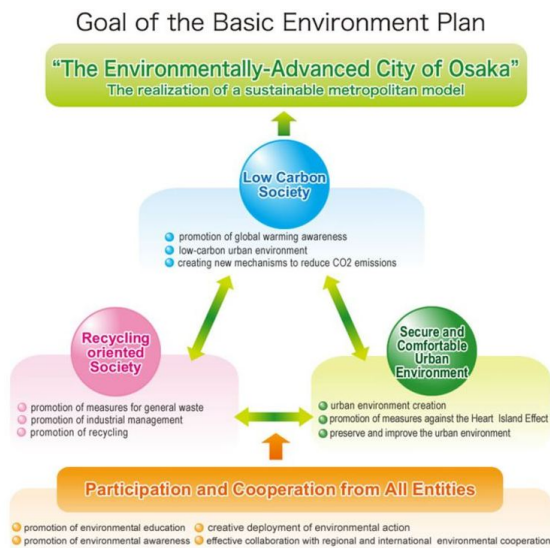 Goal of the Basic Environment Plan
“The Environmentally-Advanced City of Osaka”
The realization of a sustainable metropolitan model
Low Carbon
Society
promotion of global warming awareness
low-carbon urban environment
creating new mechanisms to reduce CO2 emissions
Recycling
oriented
Society
promotion of measures for general waste
promotion of industrial management
promotion of recycling
Secure and
Comfortable
Urban
Environment
urban environment creation
promotion of measures against the Heart Island Effect
preserve and improve the urban environment
Participation and Cooperation from All Entities
promotion of environmental education
creative deployment of environmental action
promotion of environmental awareness
effective collaboration with regional and international environmental cooperation